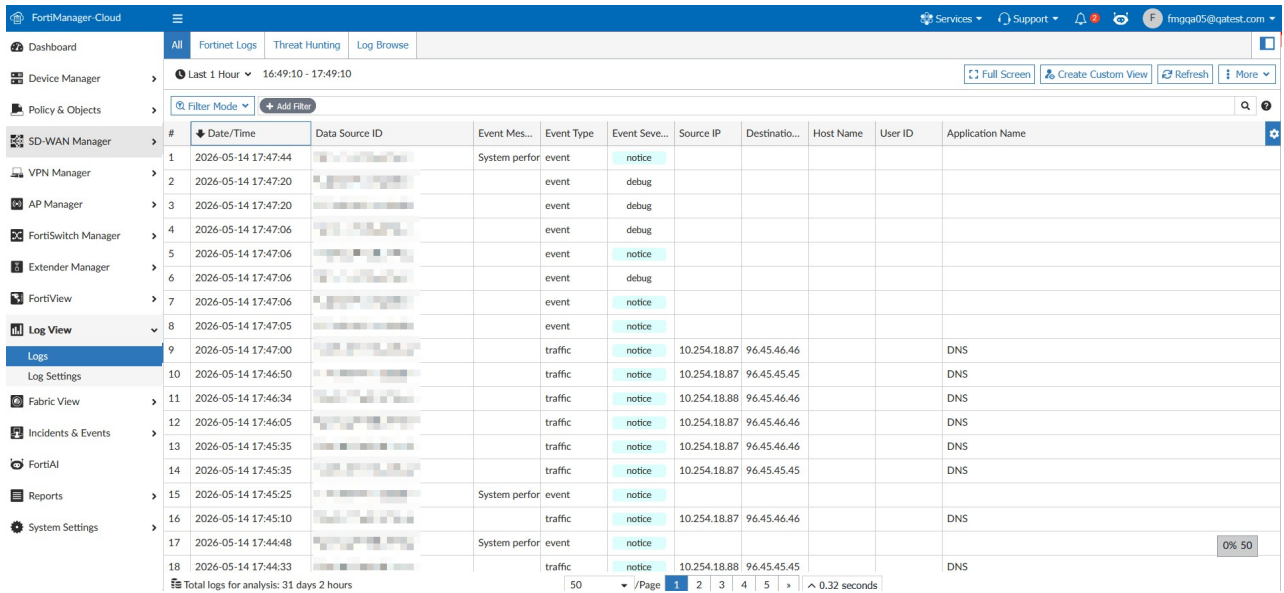 FortiManager-Cloud Services Support 2 F fmgqa05@qatest.com
Dashboard
Device Manager
Policy & Objects
SD-WAN Manager
VPN Manager
AP Manager
FortiSwitch Manager
Extender Manager
FortiView
Log View
Logs
Log Settings
Fabric View
Incidents & Events
FortiAI
Reports
System Settings
All Fortinet Logs Threat Hunting Log Browse
Last 1 Hour 16:49:10 - 17:49:10 Full Screen Create Custom View Refresh More
Filter Mode + Add Filter
# Date/Time Data Source ID Event Mes... Event Type Event Seve... Source IP Destinatio... Host Name User ID Application Name
1 2026-05-14 17:47:44 System perfor event notice
2 2026-05-14 17:47:20 event debug
3 2026-05-14 17:47:20 event debug
4 2026-05-14 17:47:06 event debug
5 2026-05-14 17:47:06 event notice
6 2026-05-14 17:47:06 event debug
7 2026-05-14 17:47:06 event notice
8 2026-05-14 17:47:05 event notice
9 2026-05-14 17:47:00 traffic notice 10.254.18.87 96.45.46.46 DNS
10 2026-05-14 17:46:50 traffic notice 10.254.18.87 96.45.45.45 DNS
11 2026-05-14 17:46:34 traffic notice 10.254.18.88 96.45.46.46 DNS
12 2026-05-14 17:46:05 traffic notice 10.254.18.87 96.45.46.46 DNS
13 2026-05-14 17:45:35 traffic notice 10.254.18.87 96.45.46.46 DNS
14 2026-05-14 17:45:35 traffic notice 10.254.18.87 96.45.45.45 DNS
15 2026-05-14 17:45:25 System perfor event notice
16 2026-05-14 17:45:10 traffic notice 10.254.18.87 96.45.46.46 DNS
17 2026-05-14 17:44:48 System perfor event notice
0% 50
18 2026-05-14 17:44:33 traffic notice 10.254.18.88 96.45.45.45 DNS
Total logs for analysis: 31 days 2 hours 50 /Page 1 2 3 4 5 » 0.32 seconds